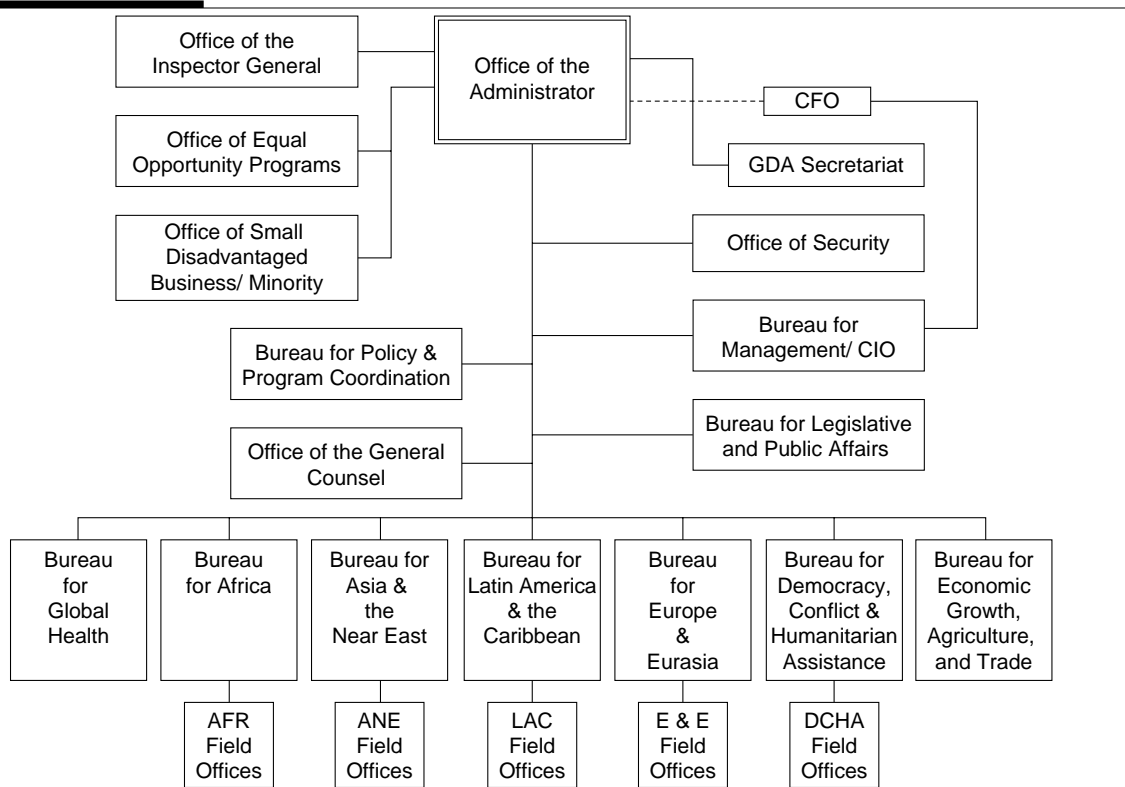 Office of the
Inspector General
Office of the
Administrator
CFO
Office of Equal
Opportunity Programs
GDA Secretariat
Office of Small
Disadvantaged
Business/ Minority
Office of Security
Bureau for Policy &
Program Coordination
Bureau for
Management/ CIO
Office of the General
Counsel
Bureau for Legislative
and Public Affairs
Bureau
for
Global
Health
Bureau
for Africa
Bureau for
Asia &
the
Near East
Bureau for
Latin America
& the
Caribbean
Bureau
for
Europe
&
Eurasia
Bureau for
Democracy,
Conflict &
Humanitarian
Assistance
Bureau for
Economic
Growth,
Agriculture,
and Trade
AFR
Field
Offices
ANE
Field
Offices
LAC
Field
Offices
E & E
Field
Offices
DCHA
Field
Offices